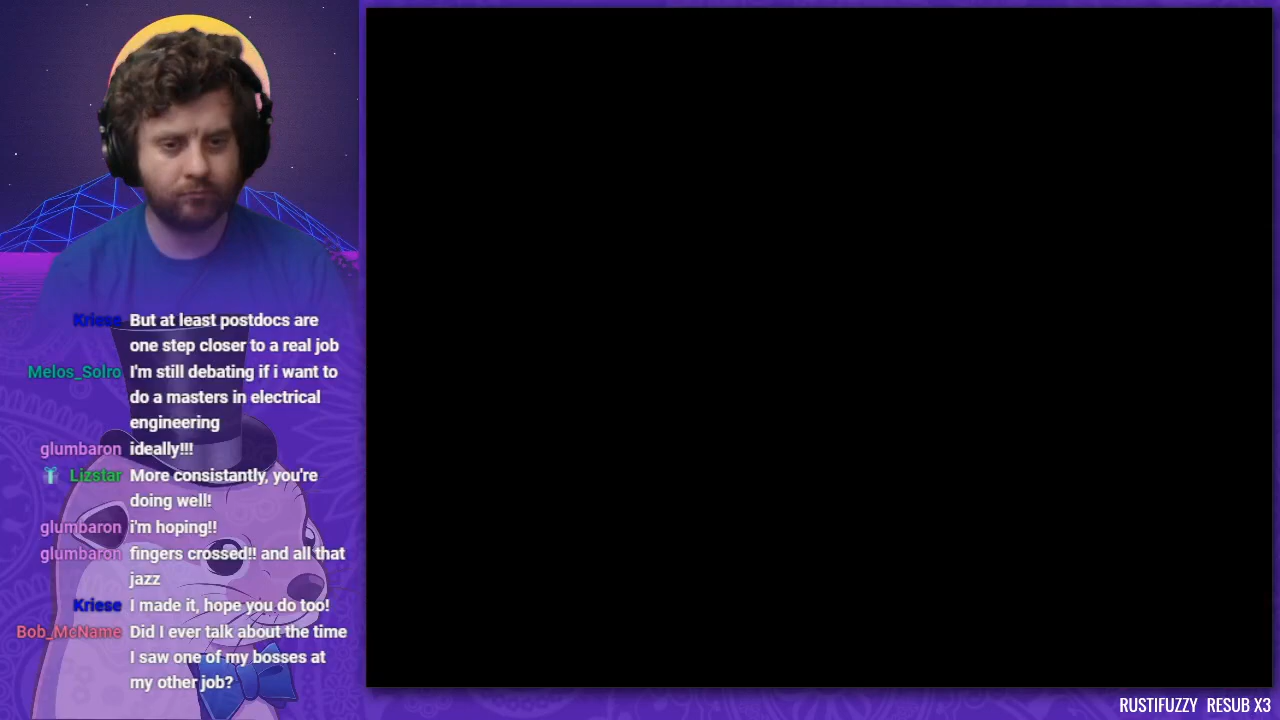 Kriese But at least postdocs are
one step closer to a real job
Melos_Solro I'm still debating if i want to
do a masters in electrical
engineering
glumbaron ideally!!!
Lizstar More consistantly, you're
doing well!
glumbaron i'm hoping!!
glumbaron fingers crossed!! and all that
jazz
Kriese I made it, hope you do too!
Bob_McName Did I ever talk about the time
I saw one of my bosses at
my other job?
RUSTIFUZZY RESUB X3